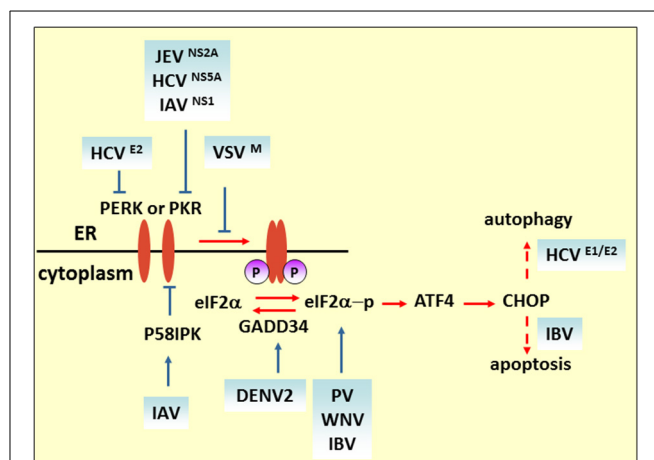 JEV NS2A
HCV NS5A
IAV NS1
HCV E2
VSV M
PERK or PKR
ER
cytoplasm
P P
autophagy
HCV E1/E2
eIF2α eIF2α–p ATF4 CHOP
GADD34
P58IPK
IBV
apoptosis
IAV
DENV2
PV
WNV
IBV